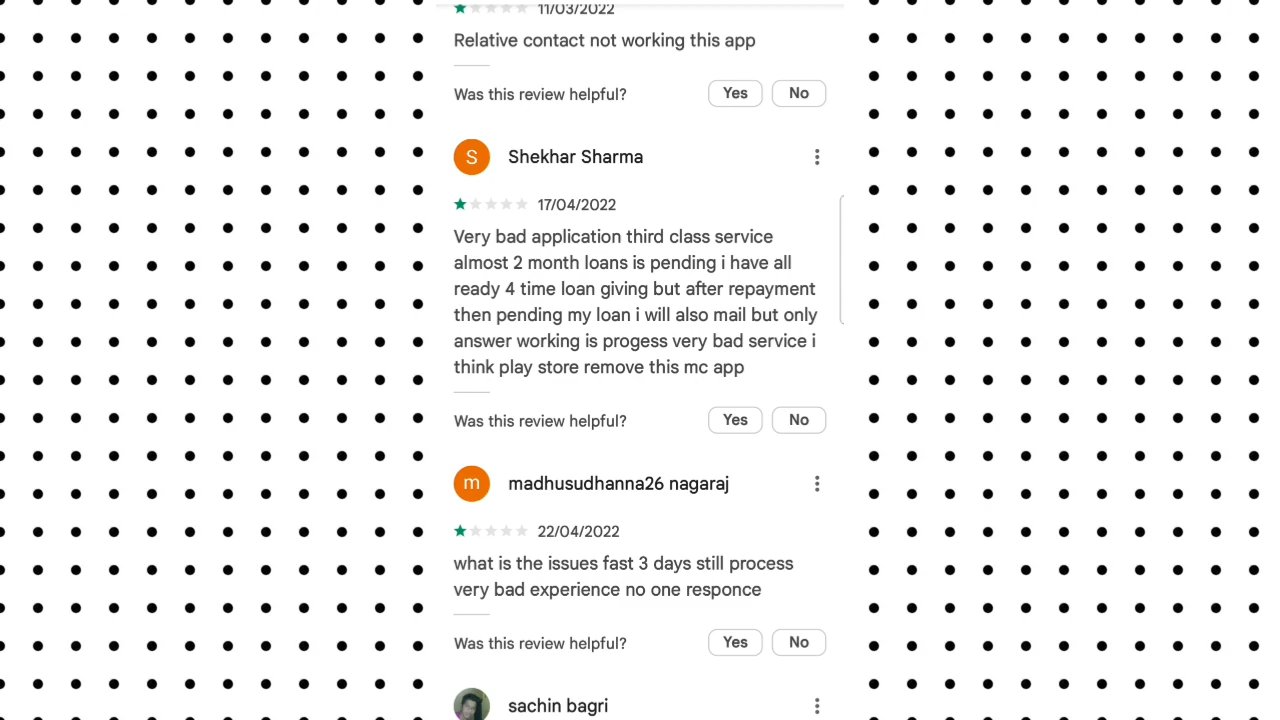 11/03/2022
Relative contact not working this app
Was this review helpful? Yes No
S Shekhar Sharma
17/04/2022
Very bad application third class service
almost 2 month loans is pending i have all
ready 4 time loan giving but after repayment
then pending my loan i will also mail but only
answer working is progess very bad service i
think play store remove this mc app
Was this review helpful? Yes No
m madhusudhanna26 nagaraj
22/04/2022
what is the issues fast 3 days still process
very bad experience no one responce
Was this review helpful? Yes No
sachin bagri